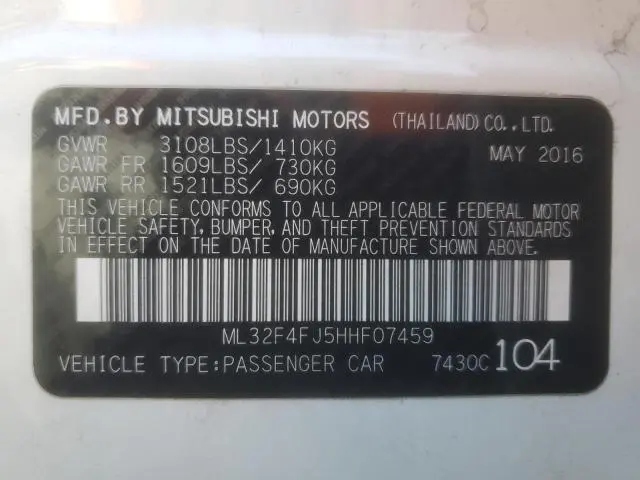 MFD.BY MITSUBISHI MOTORS (THAILAND)CO.,LTD.
GVWR 3108LBS/1410KG MAY 2016
GAWR FR 1609LBS/ 730KG
GAWR RR 1521LBS/ 690KG
THIS VEHICLE CONFORMS TO ALL APPLICABLE FEDERAL MOTOR
VEHICLE SAFETY, BUMPER, AND THEFT PREVENTION STANDARDS
IN EFFECT ON THE DATE OF MANUFACTURE SHOWN ABOVE.
ML32F4FJ5HHF07459
VEHICLE TYPE:PASSENGER CAR 7430C 104